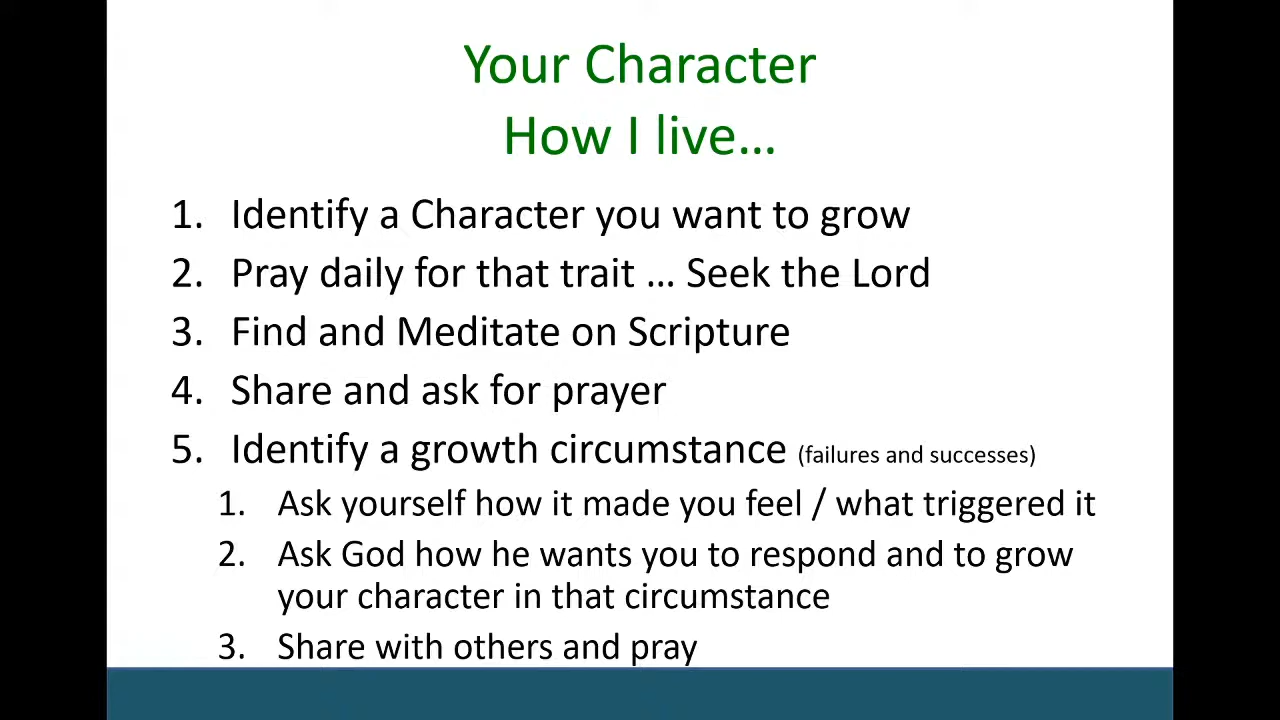 Your Character
How I live…
1. Identify a Character you want to grow
2. Pray daily for that trait … Seek the Lord
3. Find and Meditate on Scripture
4. Share and ask for prayer
5. Identify a growth circumstance (failures and successes)
1. Ask yourself how it made you feel / what triggered it
2. Ask God how he wants you to respond and to grow
your character in that circumstance
3. Share with others and pray